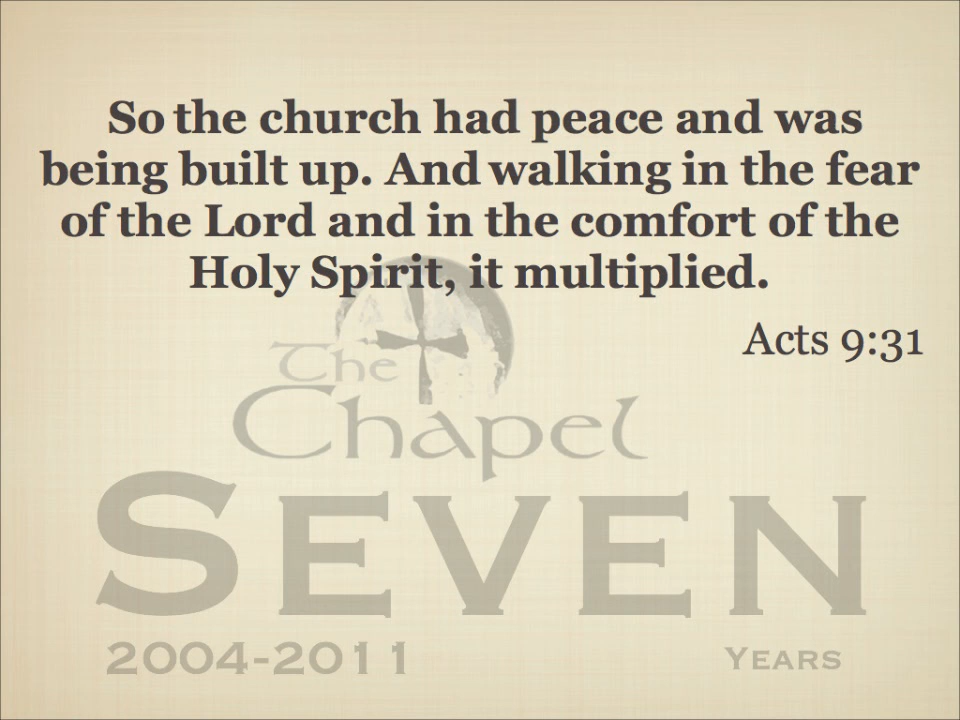 So the church had peace and was
being built up. And walking in the fear
of the Lord and in the comfort of the
Holy Spirit, it multiplied.
Acts 9:31
The
Chapel
SEVEN
2004-2011
YEARS